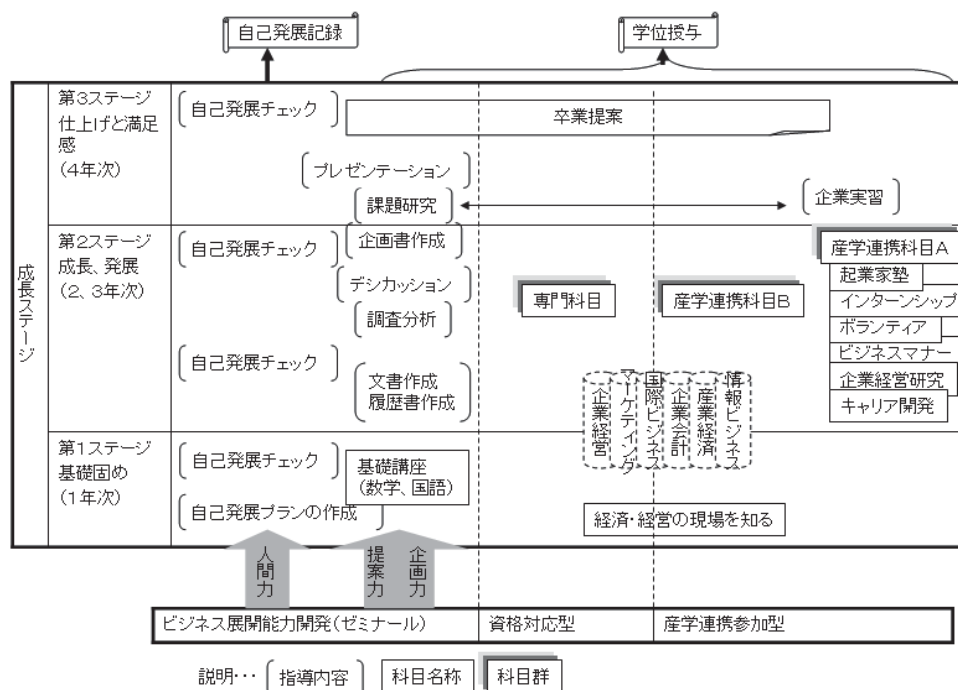 自己発展記録
学位授与
成長ステージ
第3ステージ
仕上げと満足
感
(4年次)
自己発展チェック
卒業提案
プレゼンテーション
課題研究
企業実習
第2ステージ
成長、発展
(2、3年次)
自己発展チェック
企画書作成
デシカッション
調査分析
自己発展チェック
文書作成
履歴書作成
専門科目
産学連携科目B
産学連携科目A
起業家塾
インターンシップ
ボランティア
ビジネスマナー
企業経営研究
キャリア開発
企業経営
マーケティング
国際ビジネス
企業会計
産業経済
情報ビジネス
第1ステージ
基礎固め
(1年次)
自己発展チェック
基礎講座
(数学、国語)
自己発展プランの作成
経済・経営の現場を知る
人間力
提案力
企画力
ビジネス展開能力開発(ゼミナール)
資格対応型
産学連携参加型
説明… 指導内容 科目名称 科目群